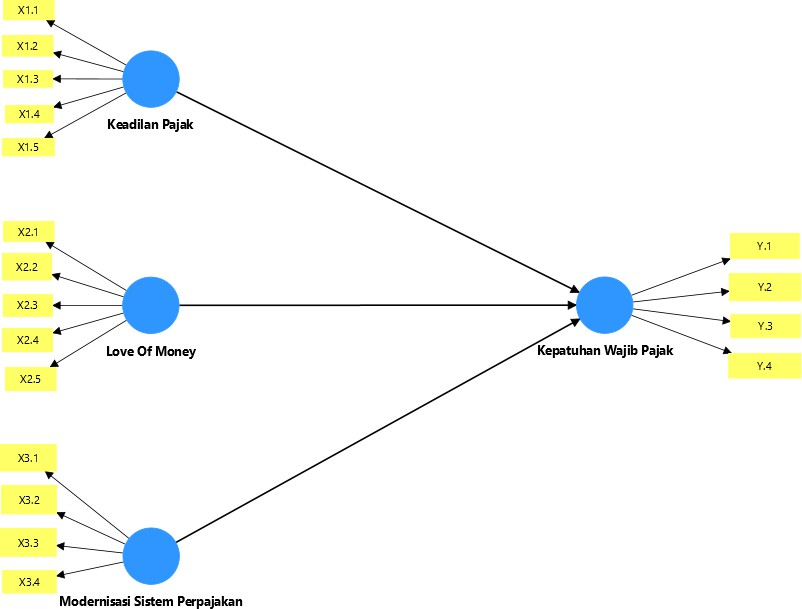 X1.1
X1.2
X1.3
X1.4
X1.5
Keadilan Pajak
X2.1
X2.2
X2.3
X2.4
X2.5
Love Of Money
X3.1
X3.2
X3.3
X3.4
Modernisasi Sistem Perpajakan
Y.1
Y.2
Y.3
Y.4
Kepatuhan Wajib Pajak